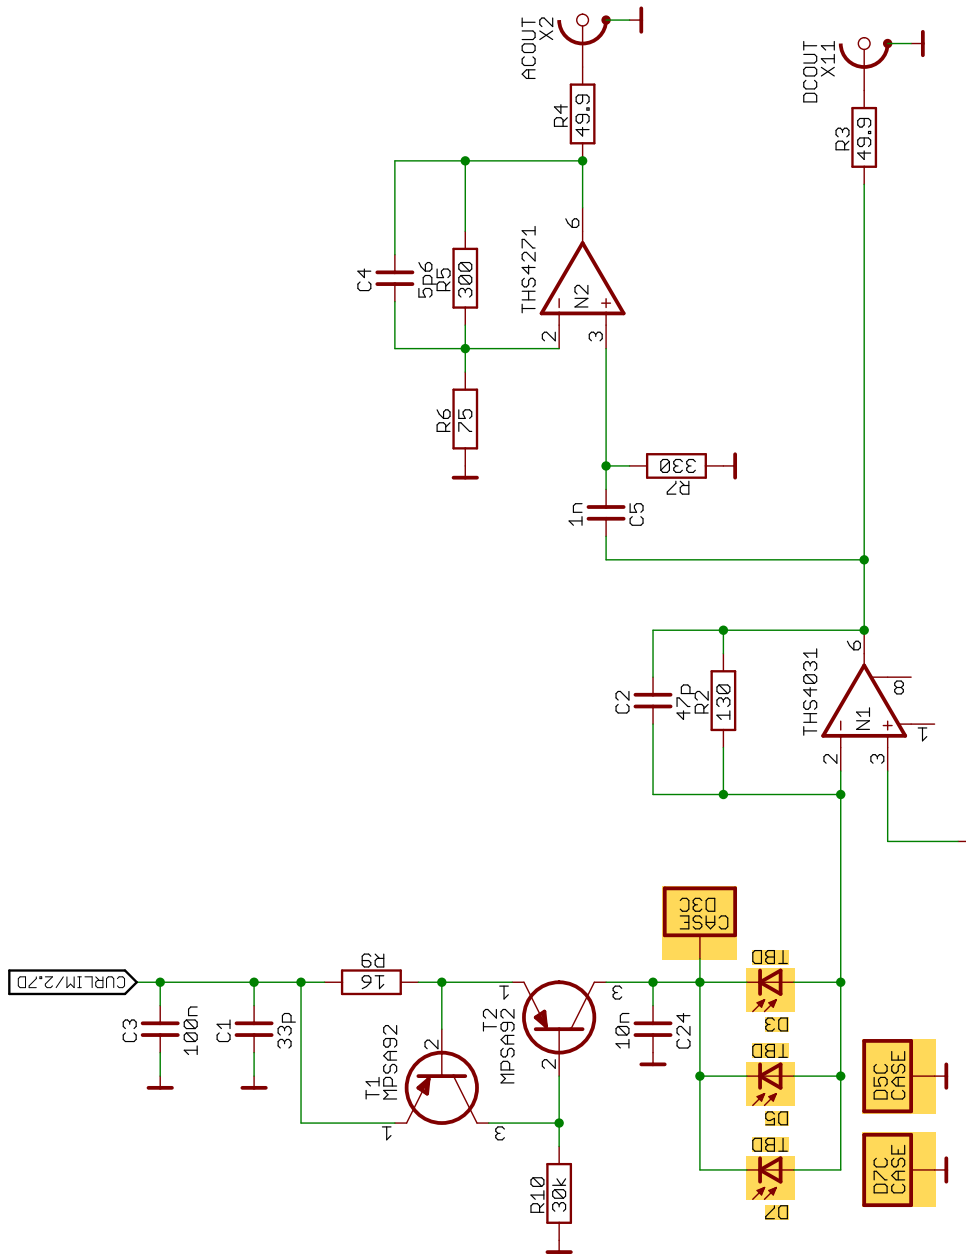 ACOUT
X2
DCOUT
X11
R4
49.9
R3
49.9
6
THS4271
C4
5p6
R5
300
N2
-
+
2
3
R6
75
330
R7
1n
C5
6
THS4031
8
C2
47p
R2
130
N1
-
+
1
2
3
CASE
D3C
CURLIM/2.7D
R9
16
TBD
1
3
C3
100n
C1
33p
T2
MPSA92
10n
C24
D3
T1
MPSA92
2
2
TBD
D5C
CASE
D5
1
3
TBD
D7C
CASE
R10
30k
D7